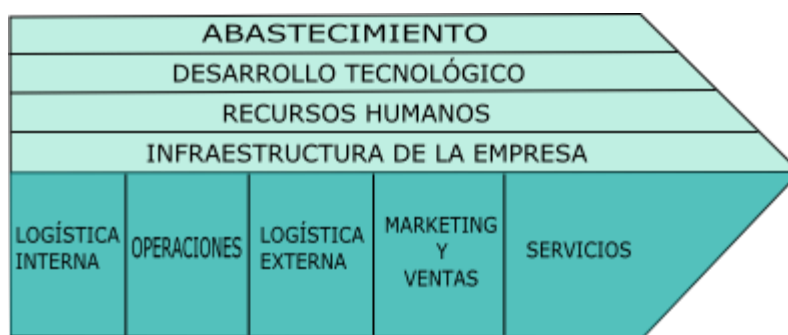 ABASTECIMIENTO
DESARROLLO TECNOLÓGICO
RECURSOS HUMANOS
INFRAESTRUCTURA DE LA EMPRESA
LOGÍSTICA
INTERNA
OPERACIONES
LOGÍSTICA
EXTERNA
MARKETING
Y
VENTAS
SERVICIOS